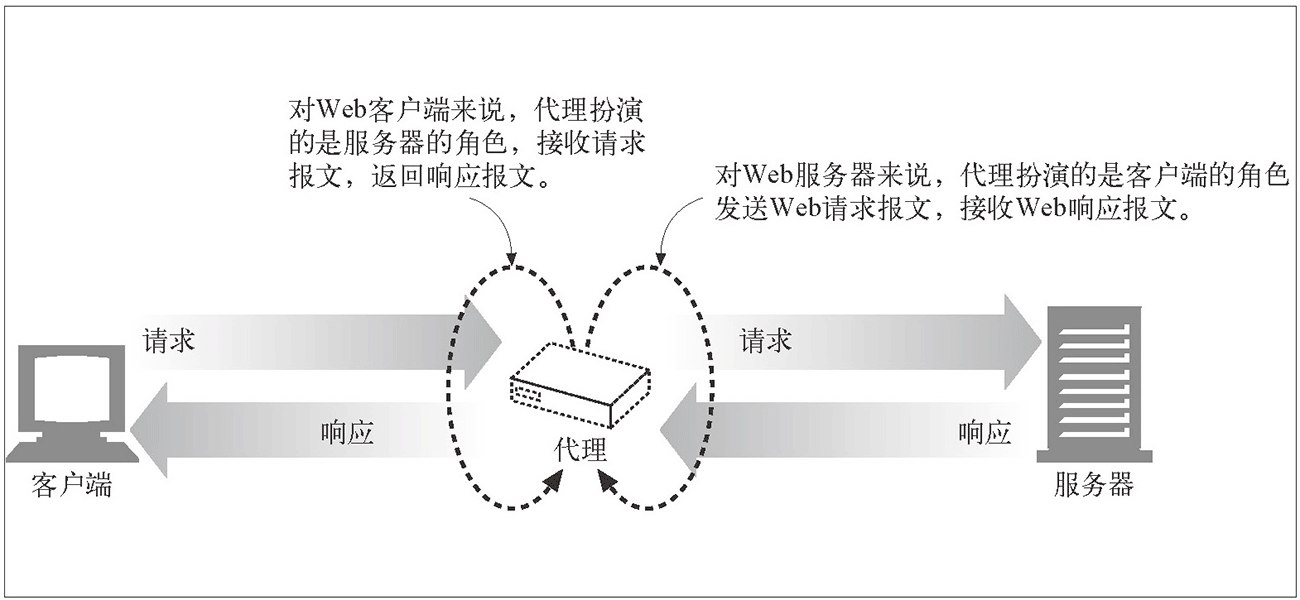 对Web客户端来说，代理扮演
的是服务器的角色，接收请求
报文，返回响应报文。
对Web服务器来说，代理扮演的是客户端的角色
发送Web请求报文，接收Web响应报文。
请求
请求
响应
响应
代理
客户端
服务器